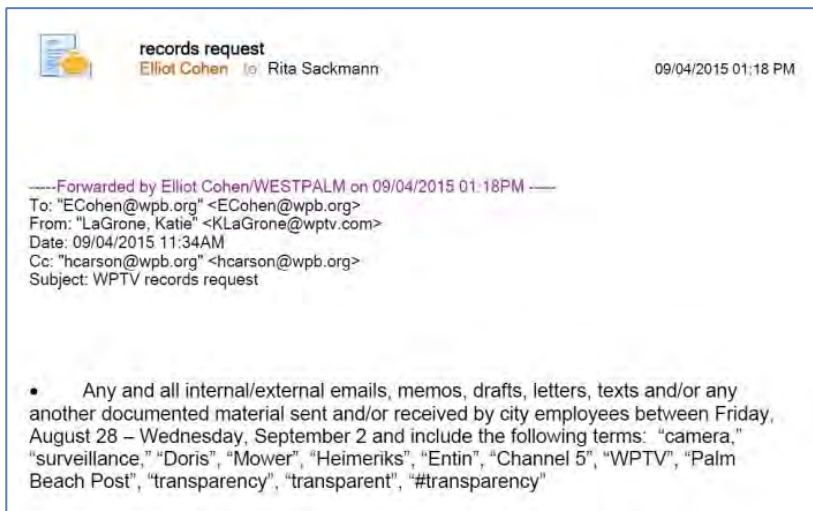 records request
Elliot Cohen to Rita Sackmann 09/04/2015 01:18 PM
-----Forwarded by Elliot Cohen/WESTPALM on 09/04/2015 01:18PM -----
To: "ECohen@wpb.org" <ECohen@wpb.org>
From: "LaGrone, Katie" <KLaGrone@wptv.com>
Date: 09/04/2015 11:34AM
Cc: "hcarson@wpb.org" <hcarson@wpb.org>
Subject: WPTV records request
• Any and all internal/external emails, memos, drafts, letters, texts and/or any
another documented material sent and/or received by city employees between Friday,
August 28 – Wednesday, September 2 and include the following terms: “camera,”
“surveillance,” “Doris”, “Mower”, “Heimeriks”, “Entin”, “Channel 5”, “WPTV”, “Palm
Beach Post”, “transparency”, “transparent”, “#transparency”